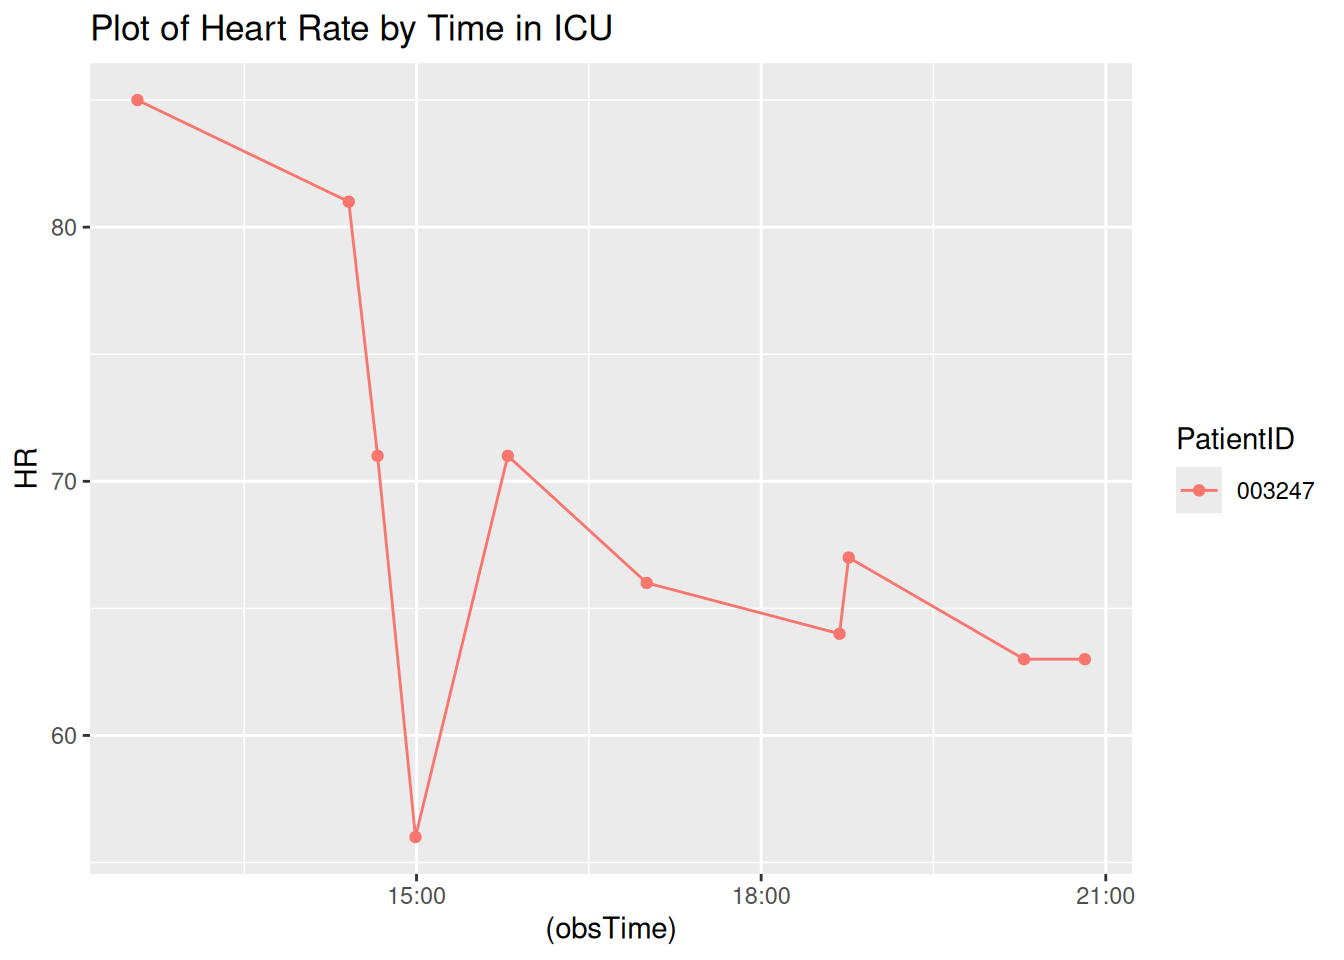 Plot of Heart Rate by Time in ICU
HR
80
70
60
15:00
18:00
21:00
(obsTime)
PatientID
003247